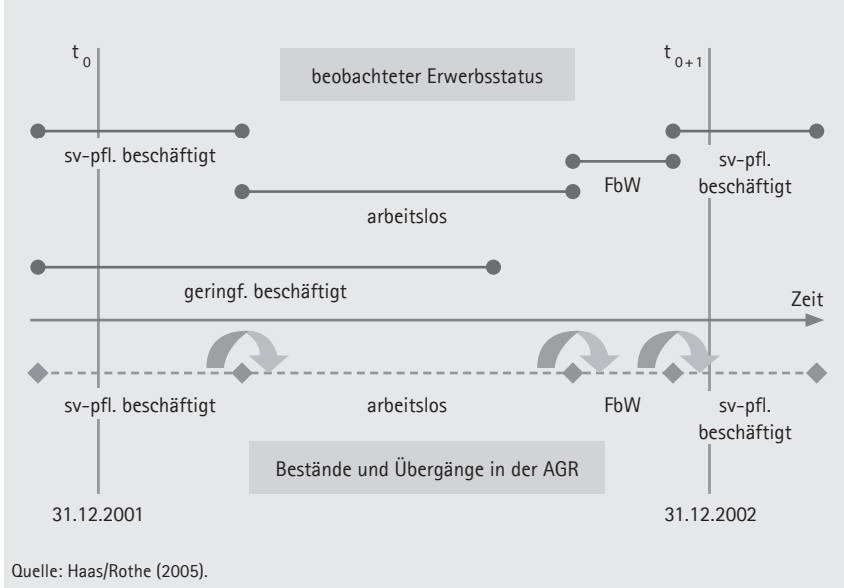 t 0
t 0+1
beobachteter Erwerbsstatus
sv-pfl. beschäftigt
sv-pfl.
beschäftigt
FbW
arbeitslos
geringf. beschäftigt
Zeit
sv-pfl. beschäftigt
arbeitslos
FbW
sv-pfl.
beschäftigt
Bestände und Übergänge in der AGR
31.12.2001
31.12.2002
Quelle: Haas/Rothe (2005).